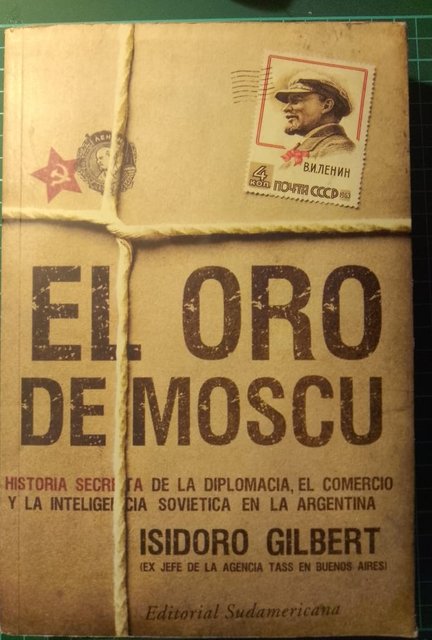 ЛЕНИН
В.И.ЛЕНИН
4
КОП
ПОЧТА СССР
EL ORO
DE MOSCU
HISTORIA SECRETA DE LA DIPLOMACIA, EL COMERCIO
Y LA INTELIGENCIA SOVIETICA EN LA ARGENTINA
ISIDORO GILBERT
(EX JEFE DE LA AGENCIA TASS EN BUENOS AIRES)
Editorial Sudamericana